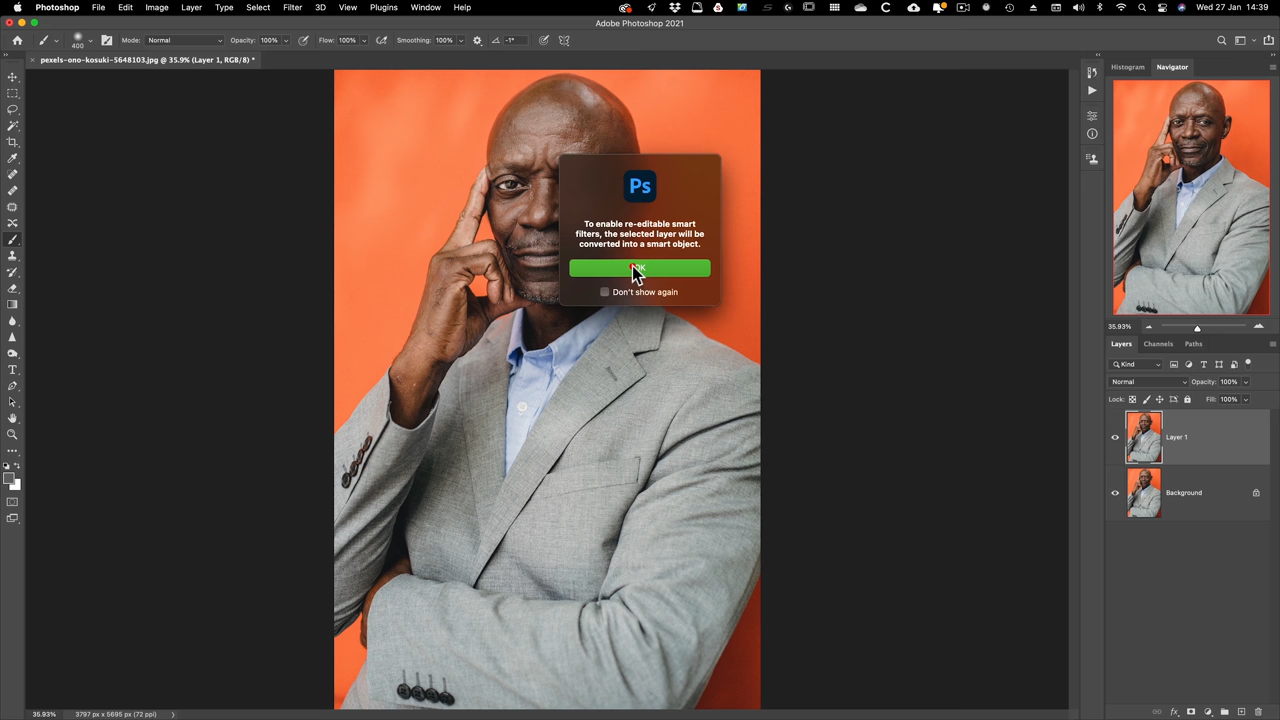 Photoshop File Edit Image Layer Type Select Filter 3D View Plugins Window Help Wed 27 Jan 14:39
Adobe Photoshop 2021
400 Mode: Normal Opacity: 100% Flow: 100% Smoothing: 100% -1°
× pexels-ono-kosuki-5648103.jpg @ 35.9% (Layer 1, RGB/8) *
Histogram Navigator
Ps
To enable re-editable smart
filters, the selected layer will be
converted into a smart object.
Don't show again
35.93%
Layers Channels Paths
Kind
Normal Opacity: 100%
Lock: Fill: 100%
Layer 1
Background
35.93% 3797 px x 5695 px (72 ppi)